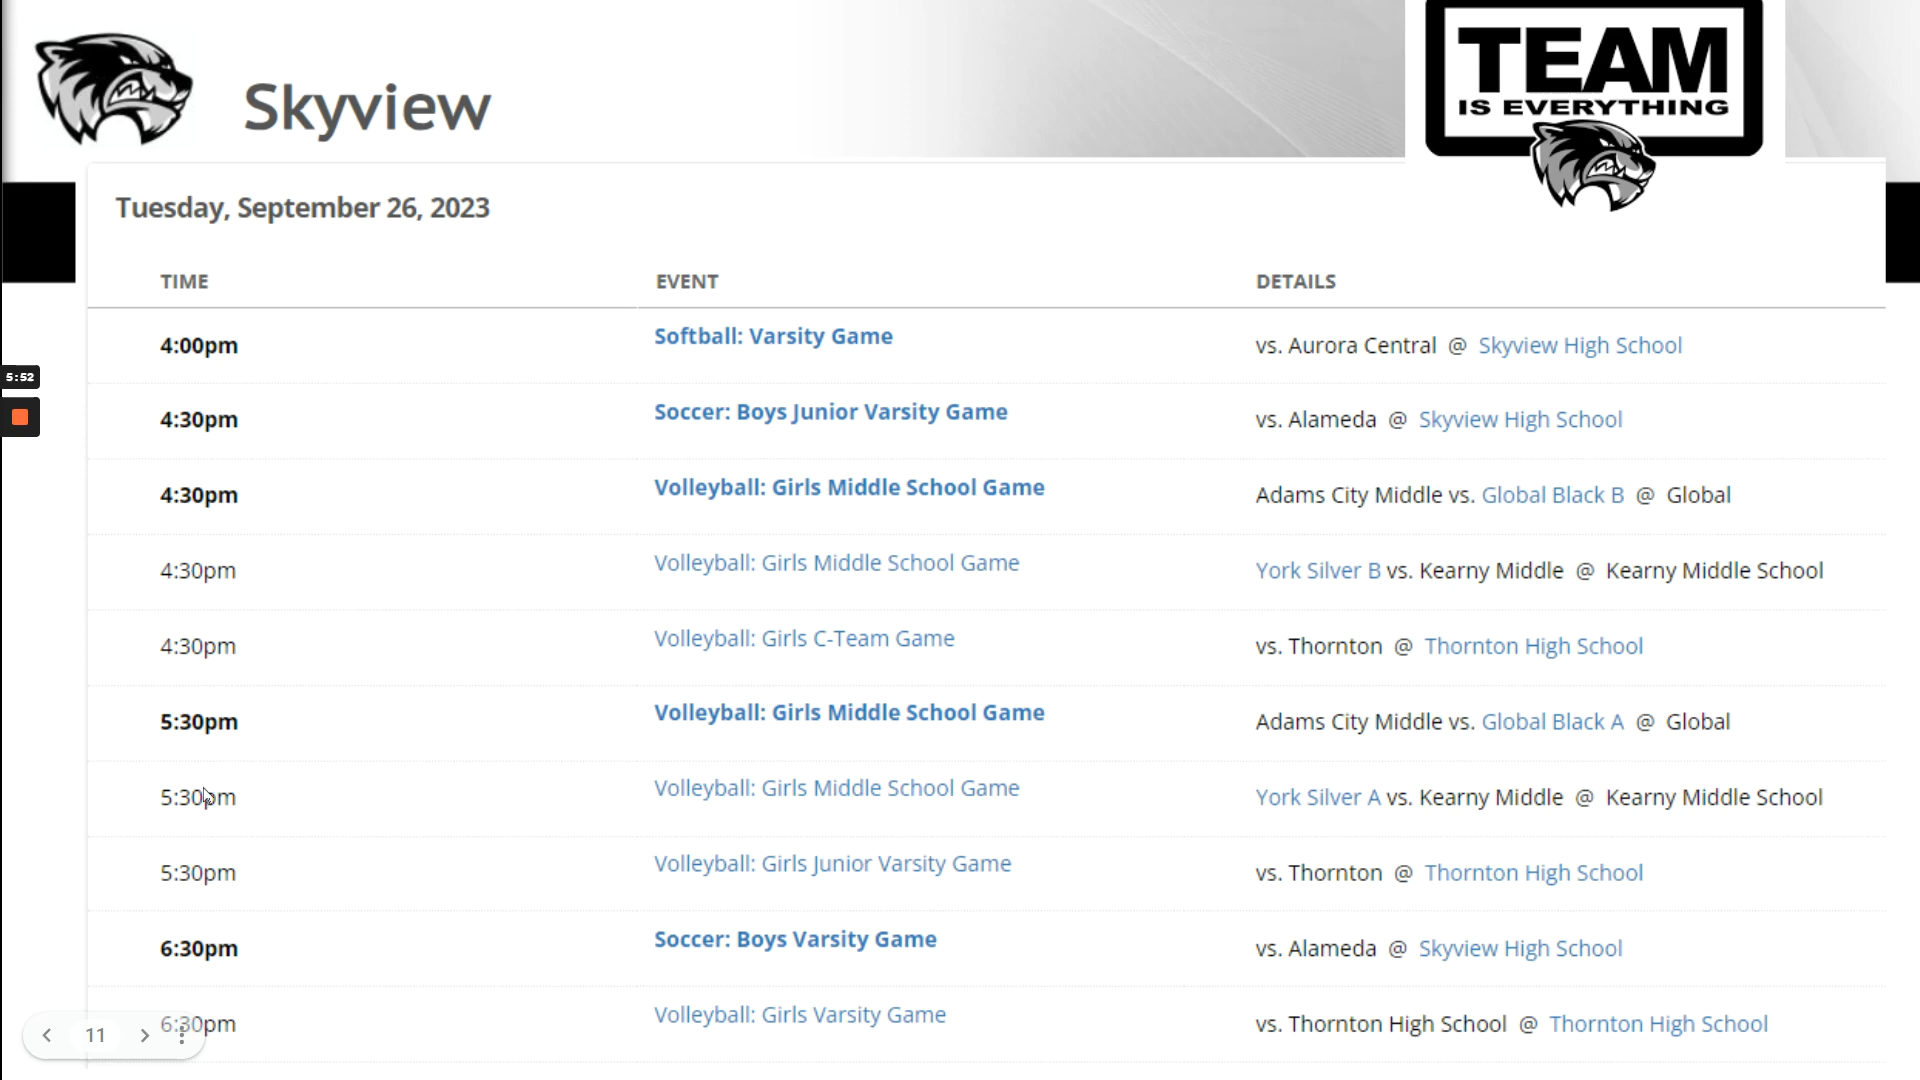 Skyview
TEAM
IS EVERYTHING
Tuesday, September 26, 2023
TIME EVENT DETAILS
4:00pm Softball: Varsity Game vs. Aurora Central @ Skyview High School
5:52
4:30pm Soccer: Boys Junior Varsity Game vs. Alameda @ Skyview High School
4:30pm Volleyball: Girls Middle School Game Adams City Middle vs. Global Black B @ Global
4:30pm Volleyball: Girls Middle School Game York Silver B vs. Kearny Middle @ Kearny Middle School
4:30pm Volleyball: Girls C-Team Game vs. Thornton @ Thornton High School
5:30pm Volleyball: Girls Middle School Game Adams City Middle vs. Global Black A @ Global
5:30pm Volleyball: Girls Middle School Game York Silver A vs. Kearny Middle @ Kearny Middle School
5:30pm Volleyball: Girls Junior Varsity Game vs. Thornton @ Thornton High School
6:30pm Soccer: Boys Varsity Game vs. Alameda @ Skyview High School
6:30pm Volleyball: Girls Varsity Game vs. Thornton High School @ Thornton High School
11